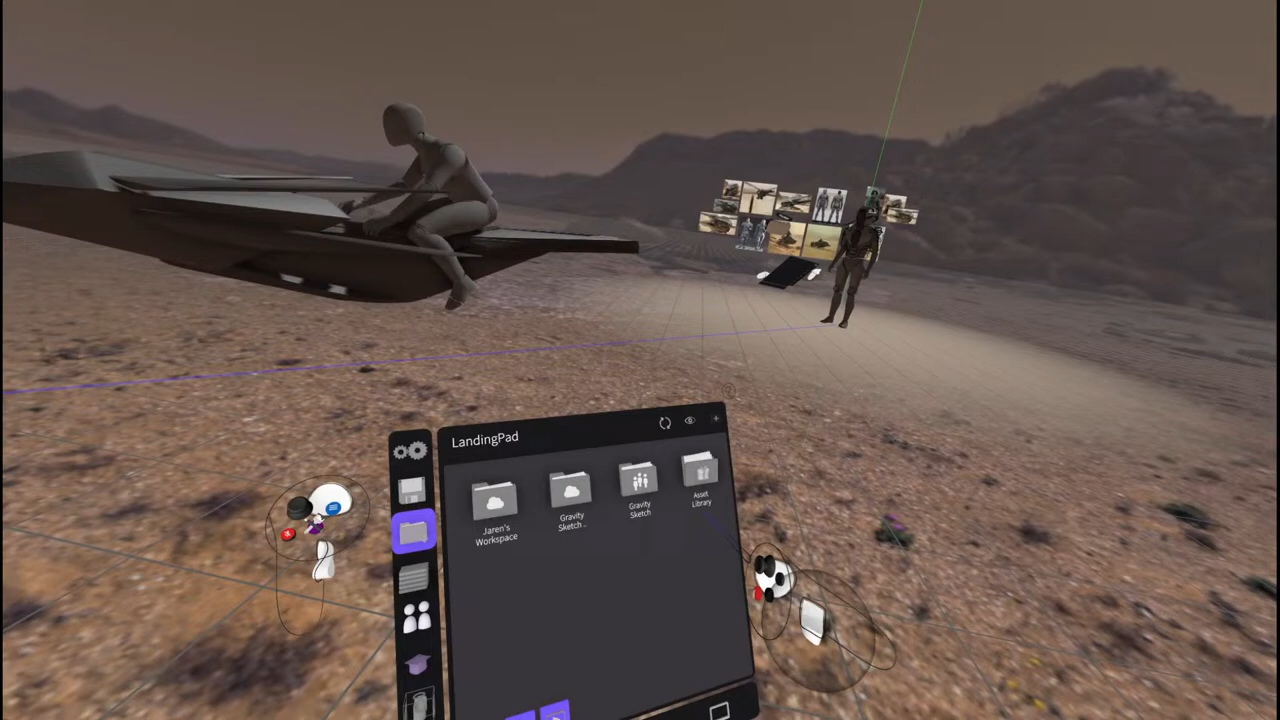 LandingPad
Jaren's
Workspace
Gravity
Sketch ..
Gravity
Sketch
Asset
Library